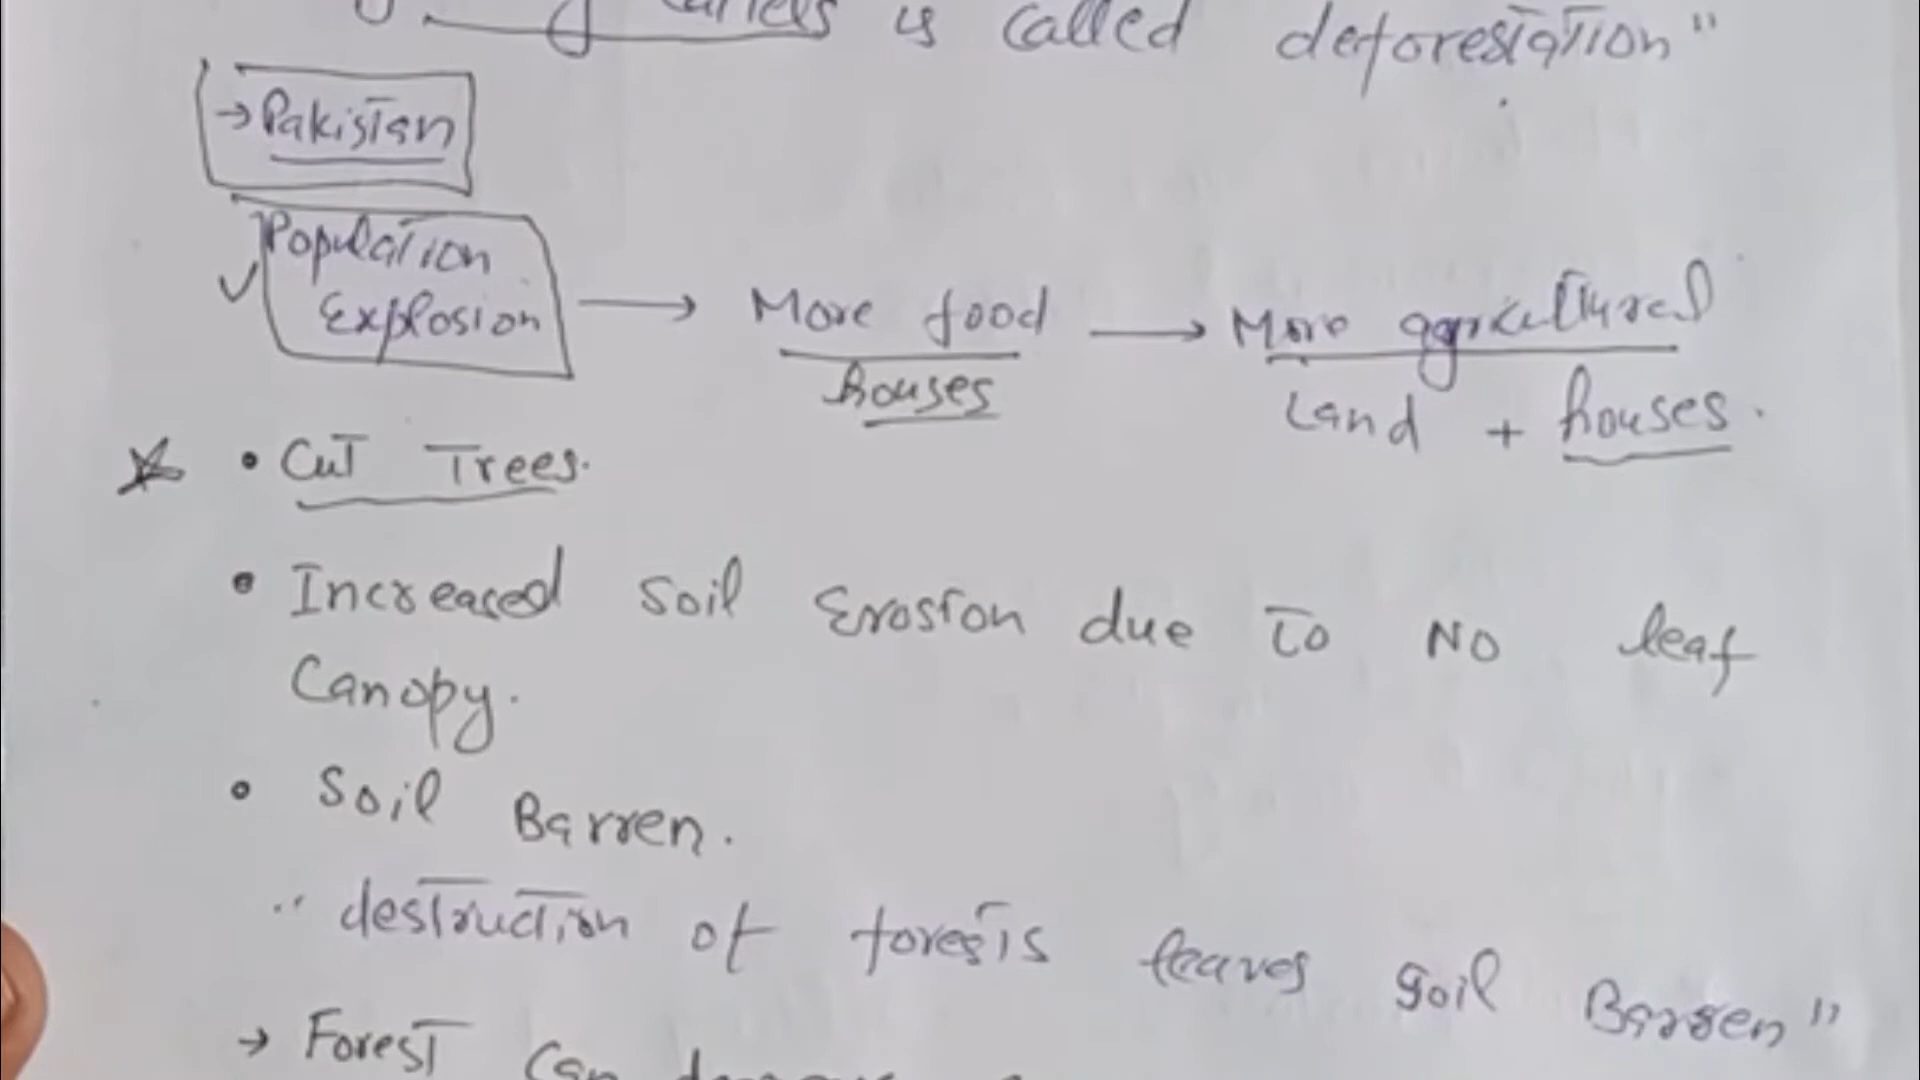 is called deforestation"
→ Pakistan
Population
Explosion → More food → More agricultural
houses
Land + houses.
• Cut Trees.
• Increased Soil Erosion due to No leaf
Canopy.
• Soil Barren.
" destruction of forests leaves soil Barren"
→ Forest Can